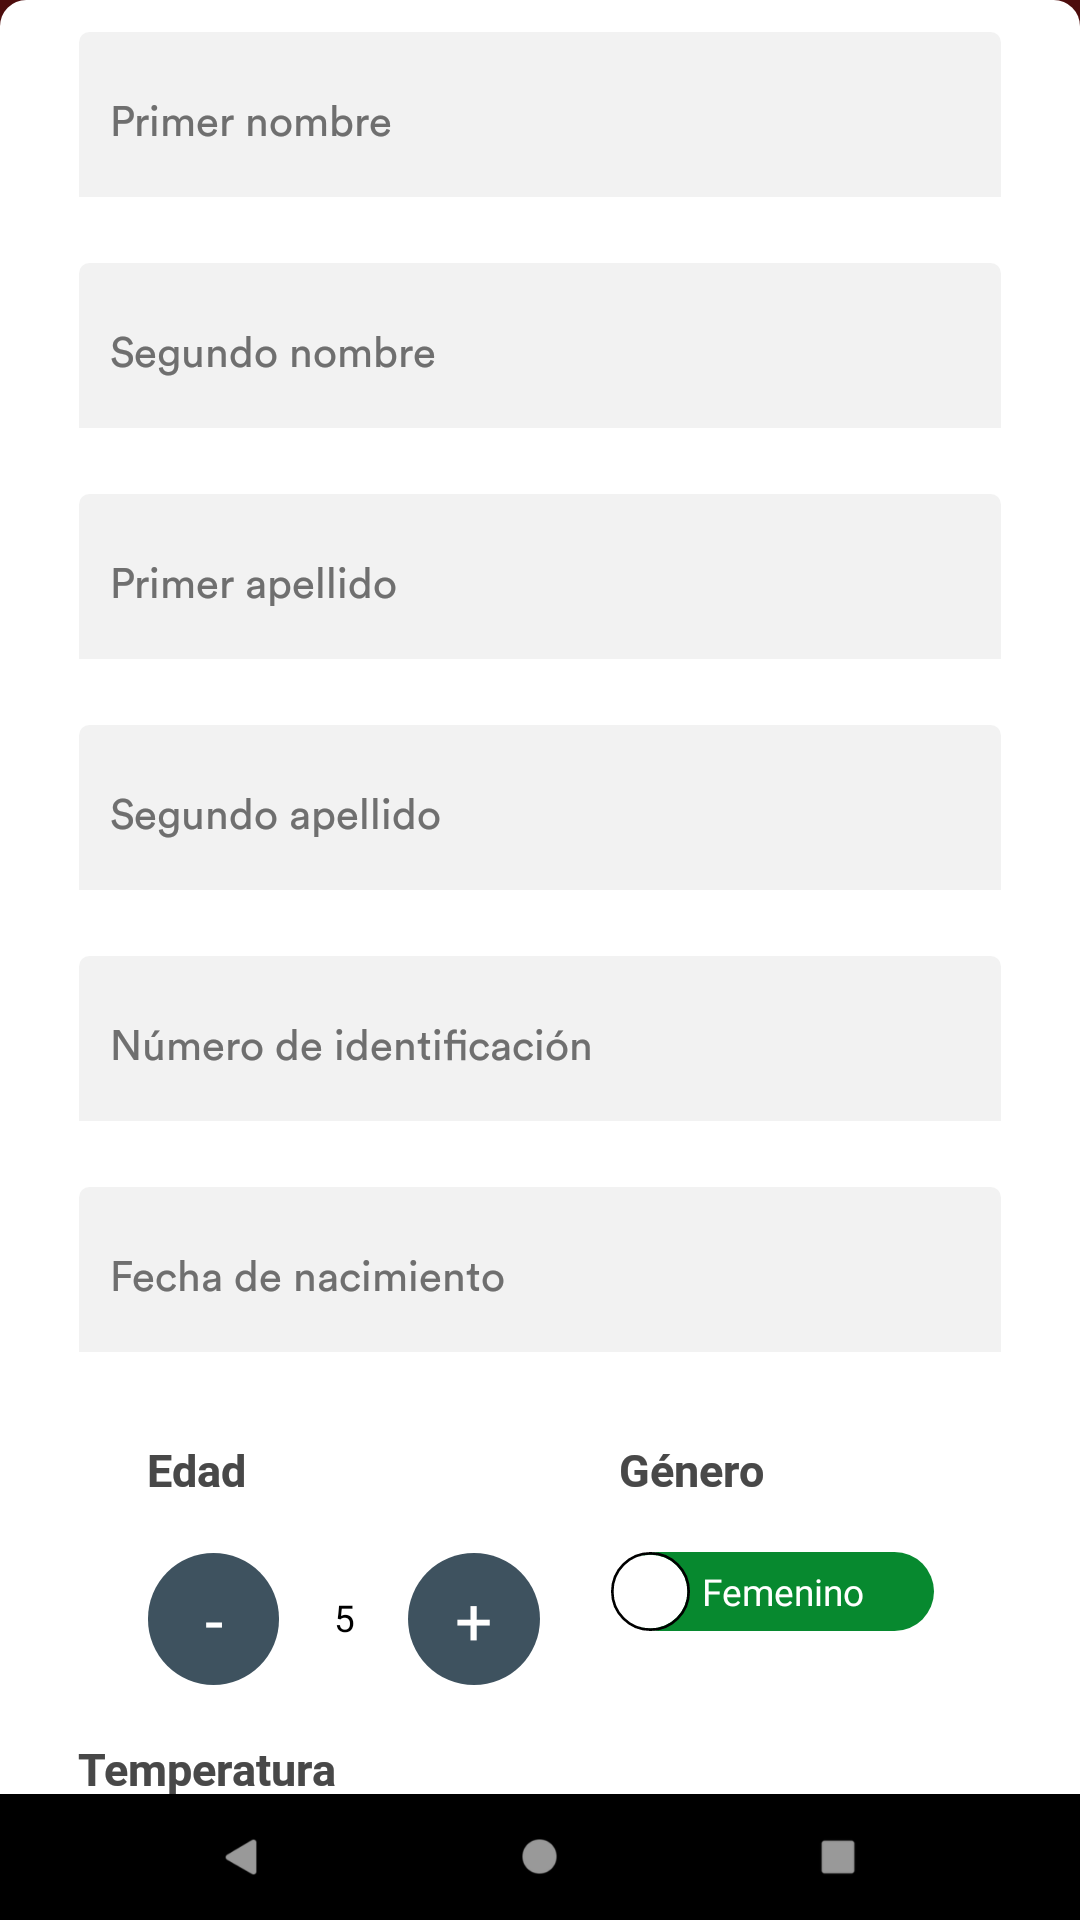 Primer nombre
Segundo nombre
Primer apellido
Segundo apellido
Número de identificación
Fecha de nacimiento
Edad
Género
- 5 +
Femenino
Temperatura